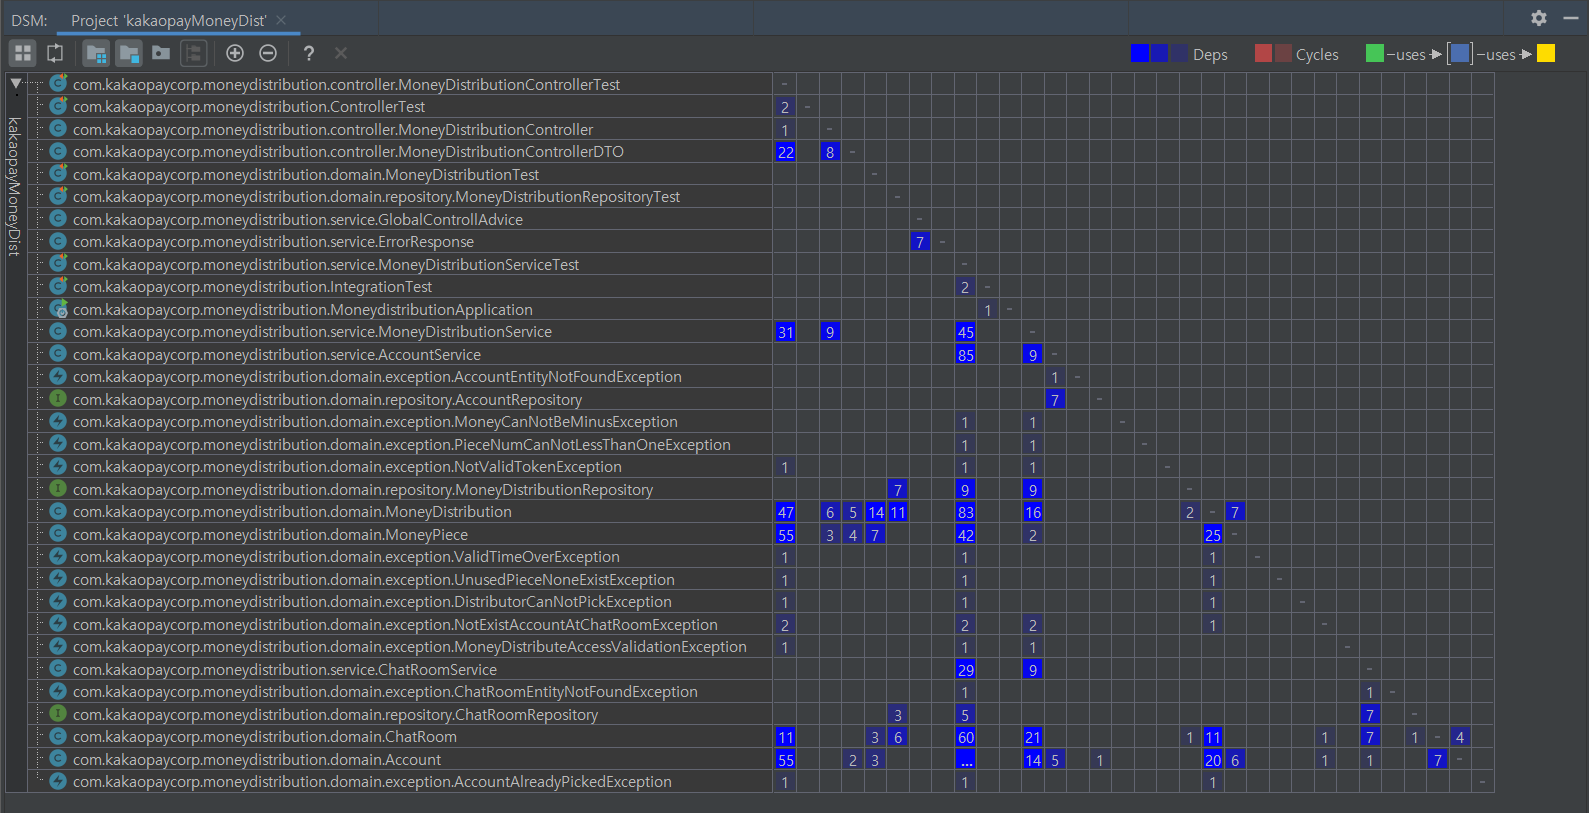 DSM: Project 'kakaopayMoneyDist'
? Deps Cycles –uses –uses
kakaopayMoneyDist
com.kakaopaycorp.moneydistribution.controller.MoneyDistributionControllerTest -
com.kakaopaycorp.moneydistribution.ControllerTest 2 -
com.kakaopaycorp.moneydistribution.controller.MoneyDistributionController 1 -
com.kakaopaycorp.moneydistribution.controller.MoneyDistributionControllerDTO 22 8 -
com.kakaopaycorp.moneydistribution.domain.MoneyDistributionTest -
com.kakaopaycorp.moneydistribution.domain.repository.MoneyDistributionRepositoryTest -
com.kakaopaycorp.moneydistribution.service.GlobalControllAdvice -
com.kakaopaycorp.moneydistribution.service.ErrorResponse 7 -
com.kakaopaycorp.moneydistribution.service.MoneyDistributionServiceTest -
com.kakaopaycorp.moneydistribution.IntegrationTest 2 -
com.kakaopaycorp.moneydistribution.MoneydistributionApplication 1 -
com.kakaopaycorp.moneydistribution.service.MoneyDistributionService 31 9 45 -
com.kakaopaycorp.moneydistribution.service.AccountService 85 9 -
com.kakaopaycorp.moneydistribution.domain.exception.AccountEntityNotFoundException 1 -
com.kakaopaycorp.moneydistribution.domain.repository.AccountRepository 7 -
com.kakaopaycorp.moneydistribution.domain.exception.MoneyCanNotBeMinusException 1 1 -
com.kakaopaycorp.moneydistribution.domain.exception.PieceNumCanNotLessThanOneException 1 1 -
com.kakaopaycorp.moneydistribution.domain.exception.NotValidTokenException 1 1 1 -
com.kakaopaycorp.moneydistribution.domain.repository.MoneyDistributionRepository 7 9 9 -
com.kakaopaycorp.moneydistribution.domain.MoneyDistribution 47 6 5 14 11 83 16 2 - 7
com.kakaopaycorp.moneydistribution.domain.MoneyPiece 55 3 4 7 42 2 25 -
com.kakaopaycorp.moneydistribution.domain.exception.ValidTimeOverException 1 1 1 -
com.kakaopaycorp.moneydistribution.domain.exception.UnusedPieceNoneExistException 1 1 1 -
com.kakaopaycorp.moneydistribution.domain.exception.DistributorCanNotPickException 1 1 1 -
com.kakaopaycorp.moneydistribution.domain.exception.NotExistAccountAtChatRoomException 2 2 2 1 -
com.kakaopaycorp.moneydistribution.domain.exception.MoneyDistributeAccessValidationException 1 1 1 -
com.kakaopaycorp.moneydistribution.service.ChatRoomService 29 9 -
com.kakaopaycorp.moneydistribution.domain.exception.ChatRoomEntityNotFoundException 1 1 -
com.kakaopaycorp.moneydistribution.domain.repository.ChatRoomRepository 3 5 7 -
com.kakaopaycorp.moneydistribution.domain.ChatRoom 11 3 6 60 21 1 11 1 7 1 - 4
com.kakaopaycorp.moneydistribution.domain.Account 55 2 3 ... 14 5 1 20 6 1 1 7 -
com.kakaopaycorp.moneydistribution.domain.exception.AccountAlreadyPickedException 1 1 1 -